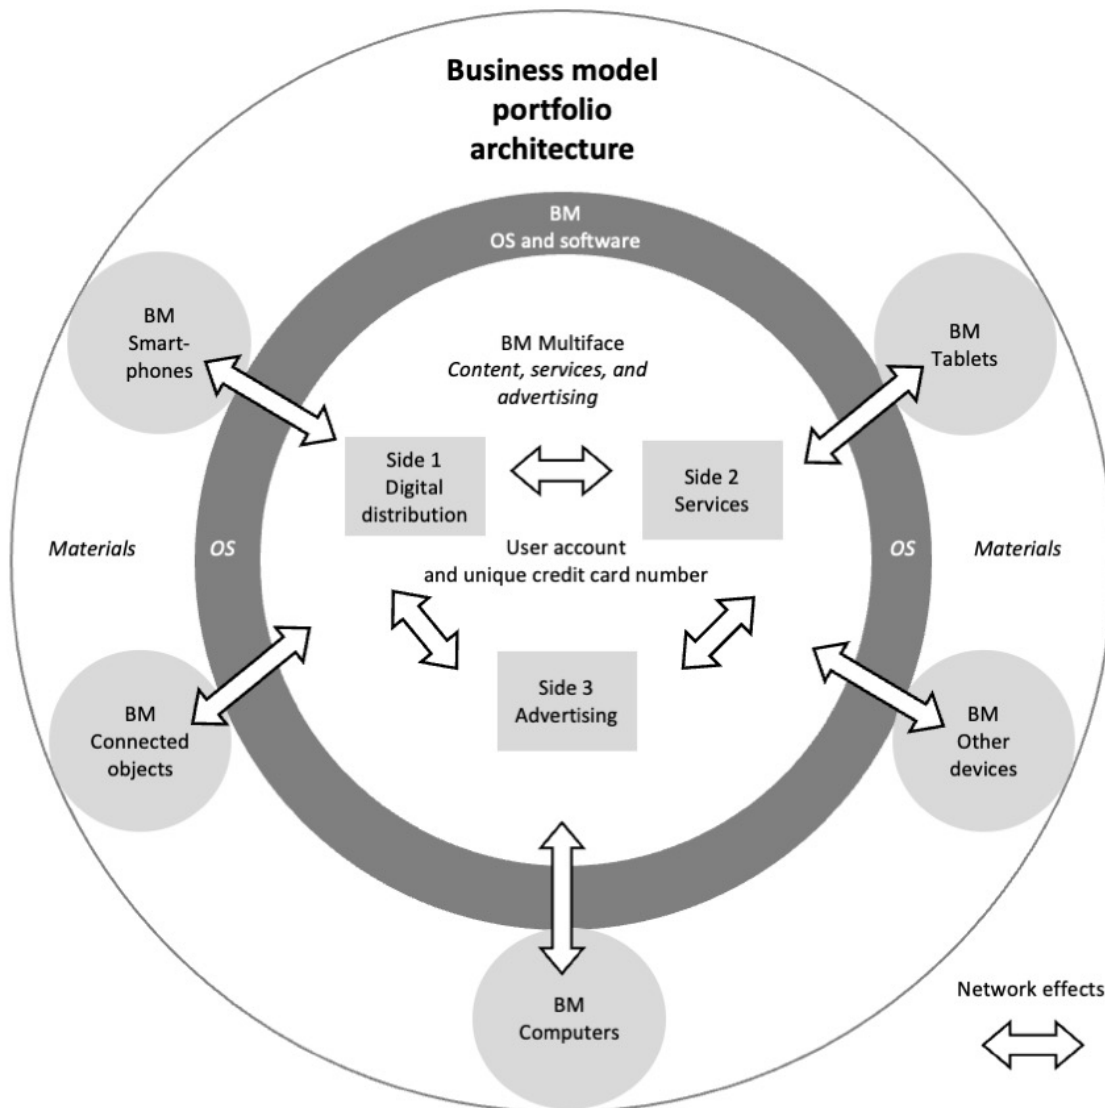 Business model
portfolio
architecture
BM
OS and software
BM
Smart-
phones
BM
Tablets
BM Multiface
Content, services, and
advertising
Side 1
Digital
distribution
Side 2
Services
Materials
OS
User account
and unique credit card number
OS
Materials
Side 3
Advertising
BM
Connected
objects
BM
Other
devices
BM
Computers
Network effects